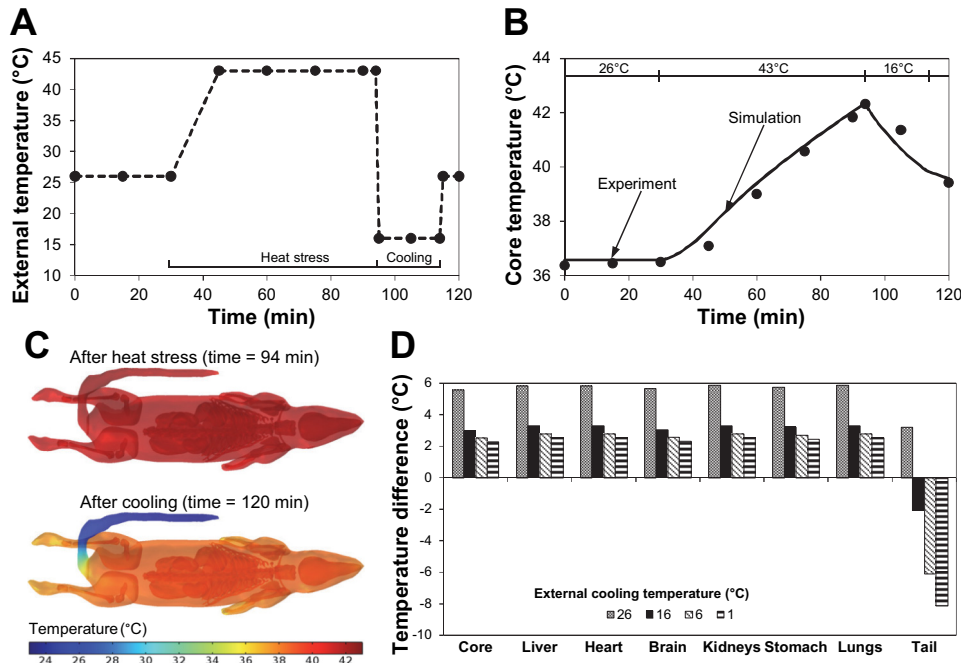 A
External temperature (°C)
45
40
35
30
25
20
15
10
Heat stress
Cooling
0
20
40
60
80
100
120
Time (min)
B
Core temperature (°C)
44
42
40
38
36
26°C
43°C
16°C
Simulation
Experiment
0
20
40
60
80
100
120
Time (min)
C
After heat stress (time = 94 min)
After cooling (time = 120 min)
Temperature (°C)
24 26 28 30 32 34 36 38 40 42
D
Temperature difference (°C)
6
4
2
0
-2
-4
-6
-8
-10
External cooling temperature (°C)
26 16 6 1
Core Liver Heart Brain Kidneys Stomach Lungs Tail